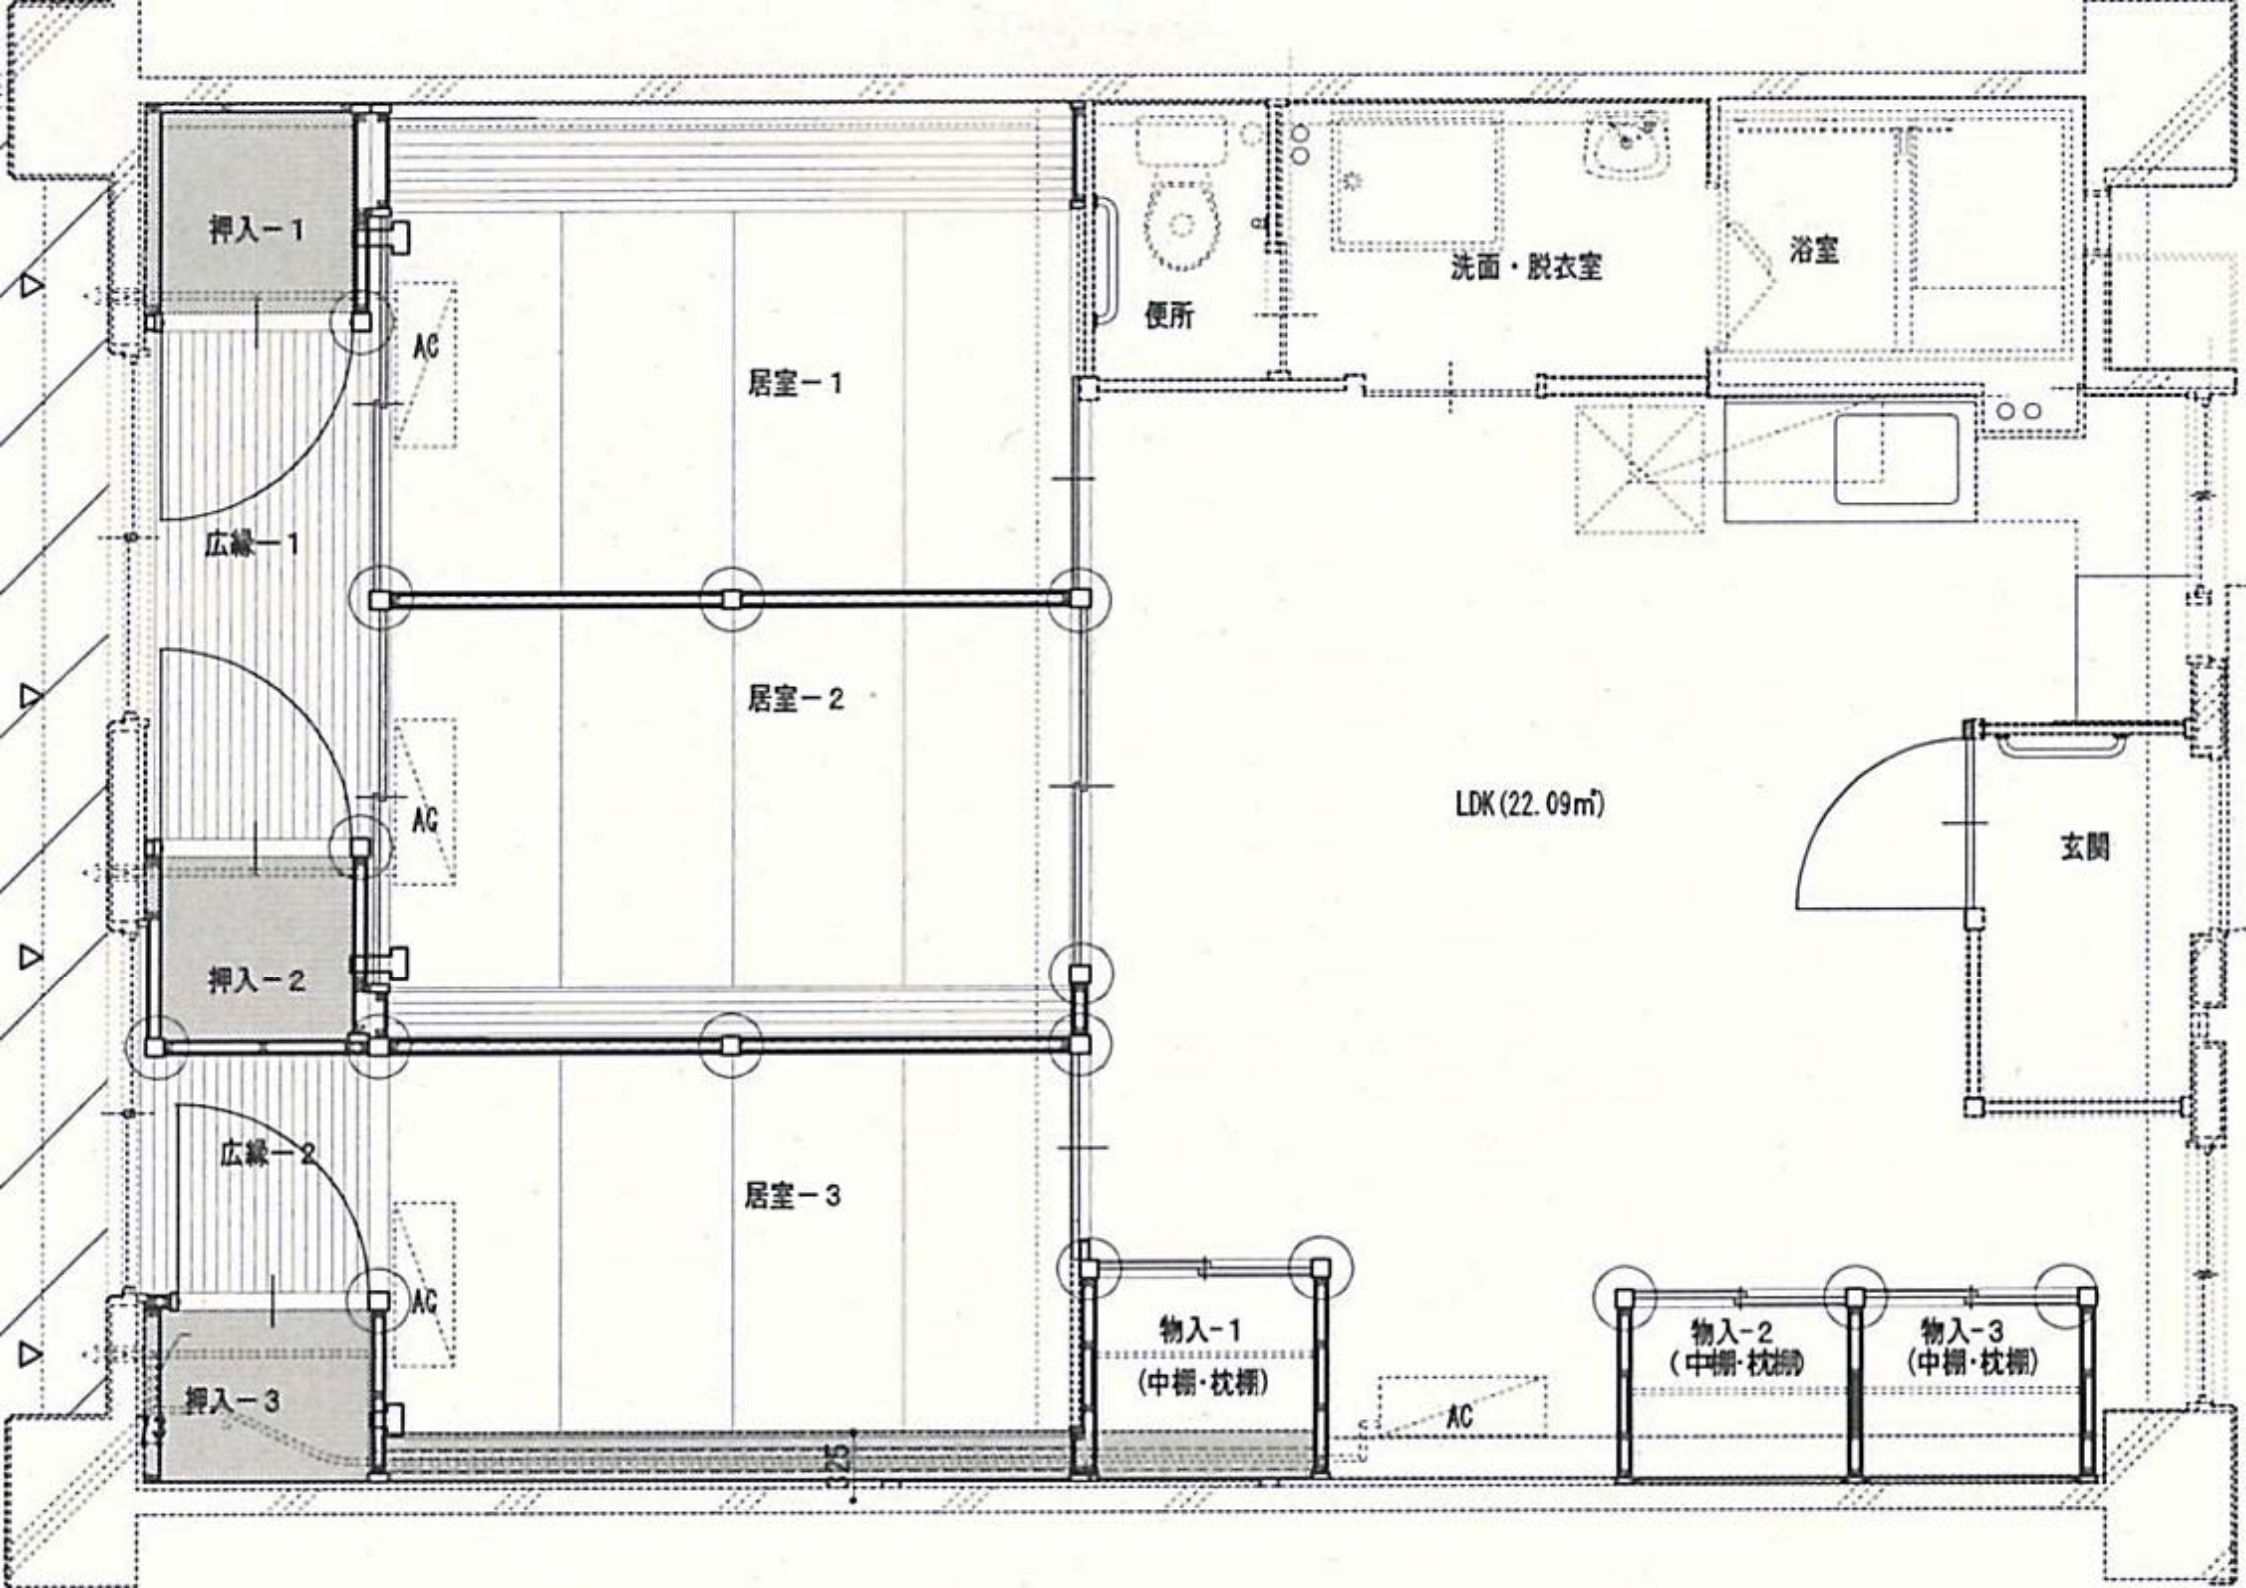 押入－1
浴室
洗面・脱衣室
便所
AC
居室－1
広縁－1
居室－2
AC
LDK(22.09㎡)
玄関
押入－2
広縁－2
居室－3
AC
物入-1
(中棚・枕棚)
物入-2
(中棚・枕棚)
物入-3
(中棚・枕棚)
押入－3
AC
325